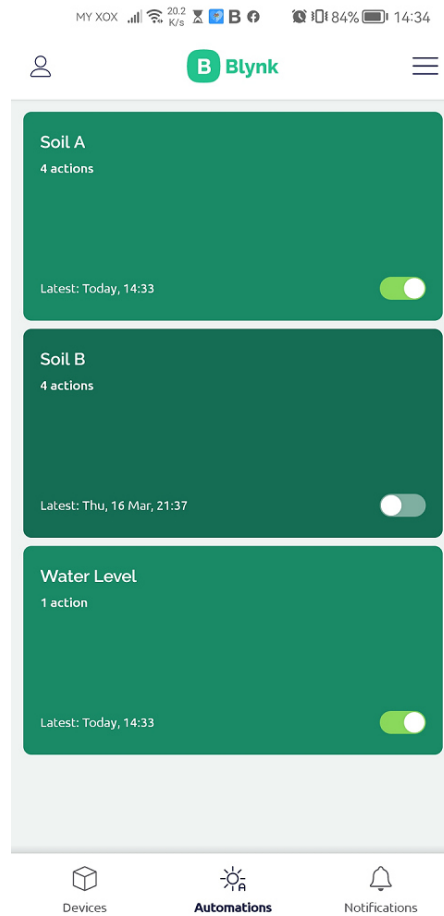 MY XOX 20.2 K/s B 84% 14:34
B Blynk
Soil A
4 actions
Latest: Today, 14:33
Soil B
4 actions
Latest: Thu, 16 Mar, 21:37
Water Level
1 action
Latest: Today, 14:33
Devices Automations Notifications